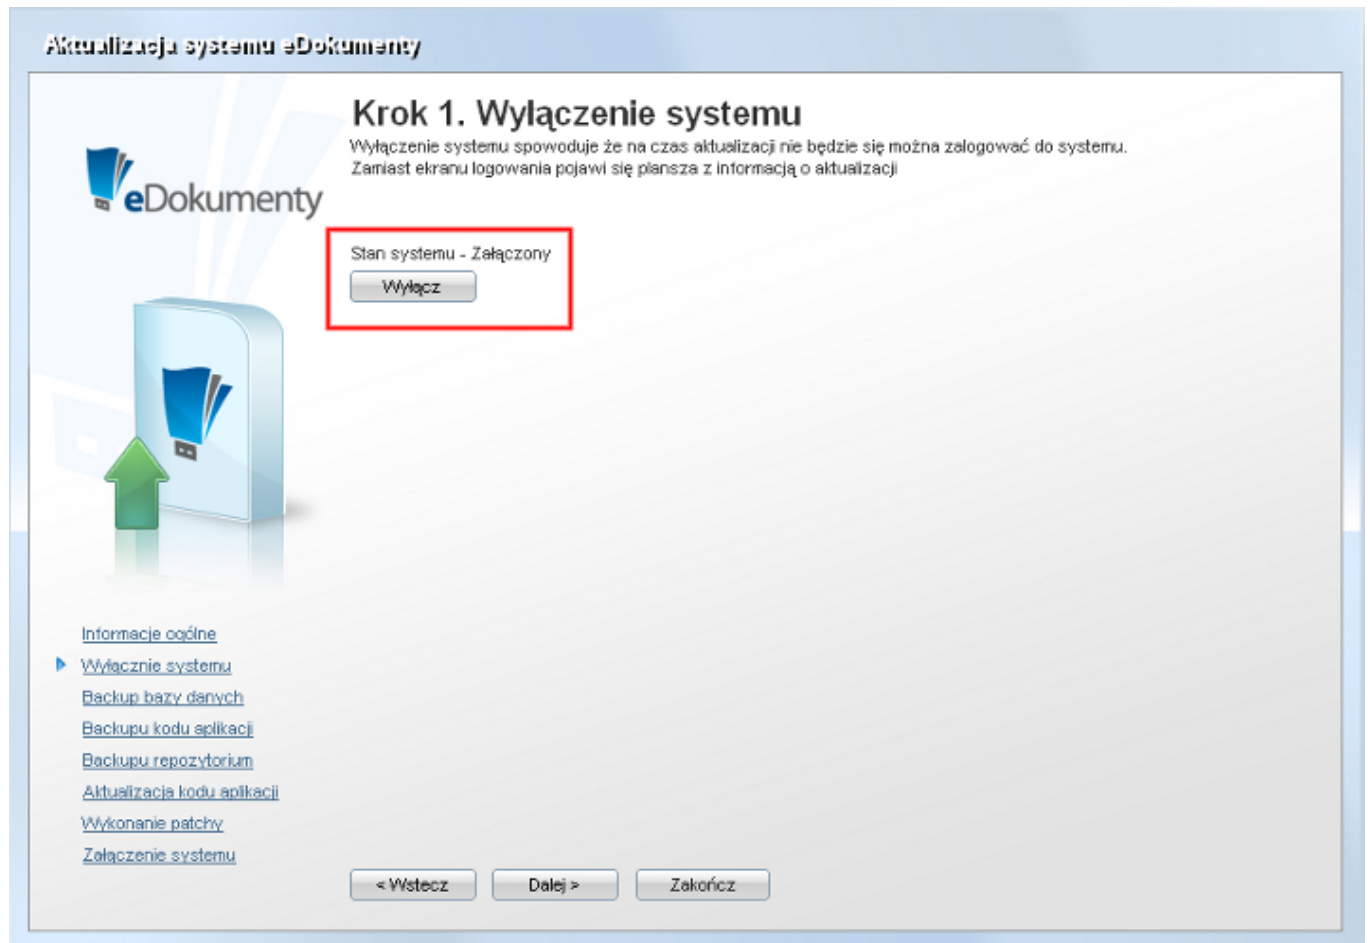 Aktualizacja systemu eDokumenty
Krok 1. Wyłączenie systemu
Wyłączenie systemu spowoduje że na czas aktualizacji nie będzie się można zalogować do systemu.
Zamiast ekranu logowania pojawi się plansza z informacją o aktualizacji
eDokumenty
Stan systemu - Załączony
Wyłącz
Informacje ogólne
Wyłącznie systemu
Backup bazy danych
Backupu kodu aplikacji
Backupu repozytorium
Aktualizacja kodu aplikacji
Wykonanie patchy
Załączenie systemu
< Wstecz
Dalej >
Zakończ